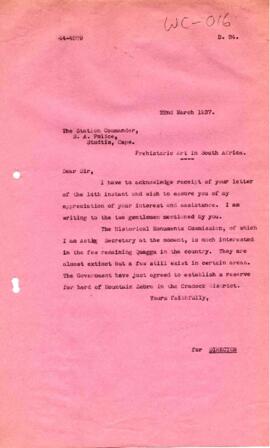 WC-016
D. 24.
22nd March 1937.
The Station Commander,
S. A. Police,
Cape.
Prehistoric Art in South Africa.
Dear Sir,
I have to acknowledge receipt of your letter
of the 14th instant and wish to assure you of my
appreciation of your interest and assistance. I am
writing to the two gentlemen mentioned by you.
The Historical Monuments Commission, of which
I am Acting Secretary at the moment, is much interested
in the few remaining Quagga in the country. They are
almost extinct but a few still exist in certain areas.
The Government have just agreed to establish a reserve
for herd of Mountain Zebra in the Cradock District.
Yours faithfully,
for DIRECTOR